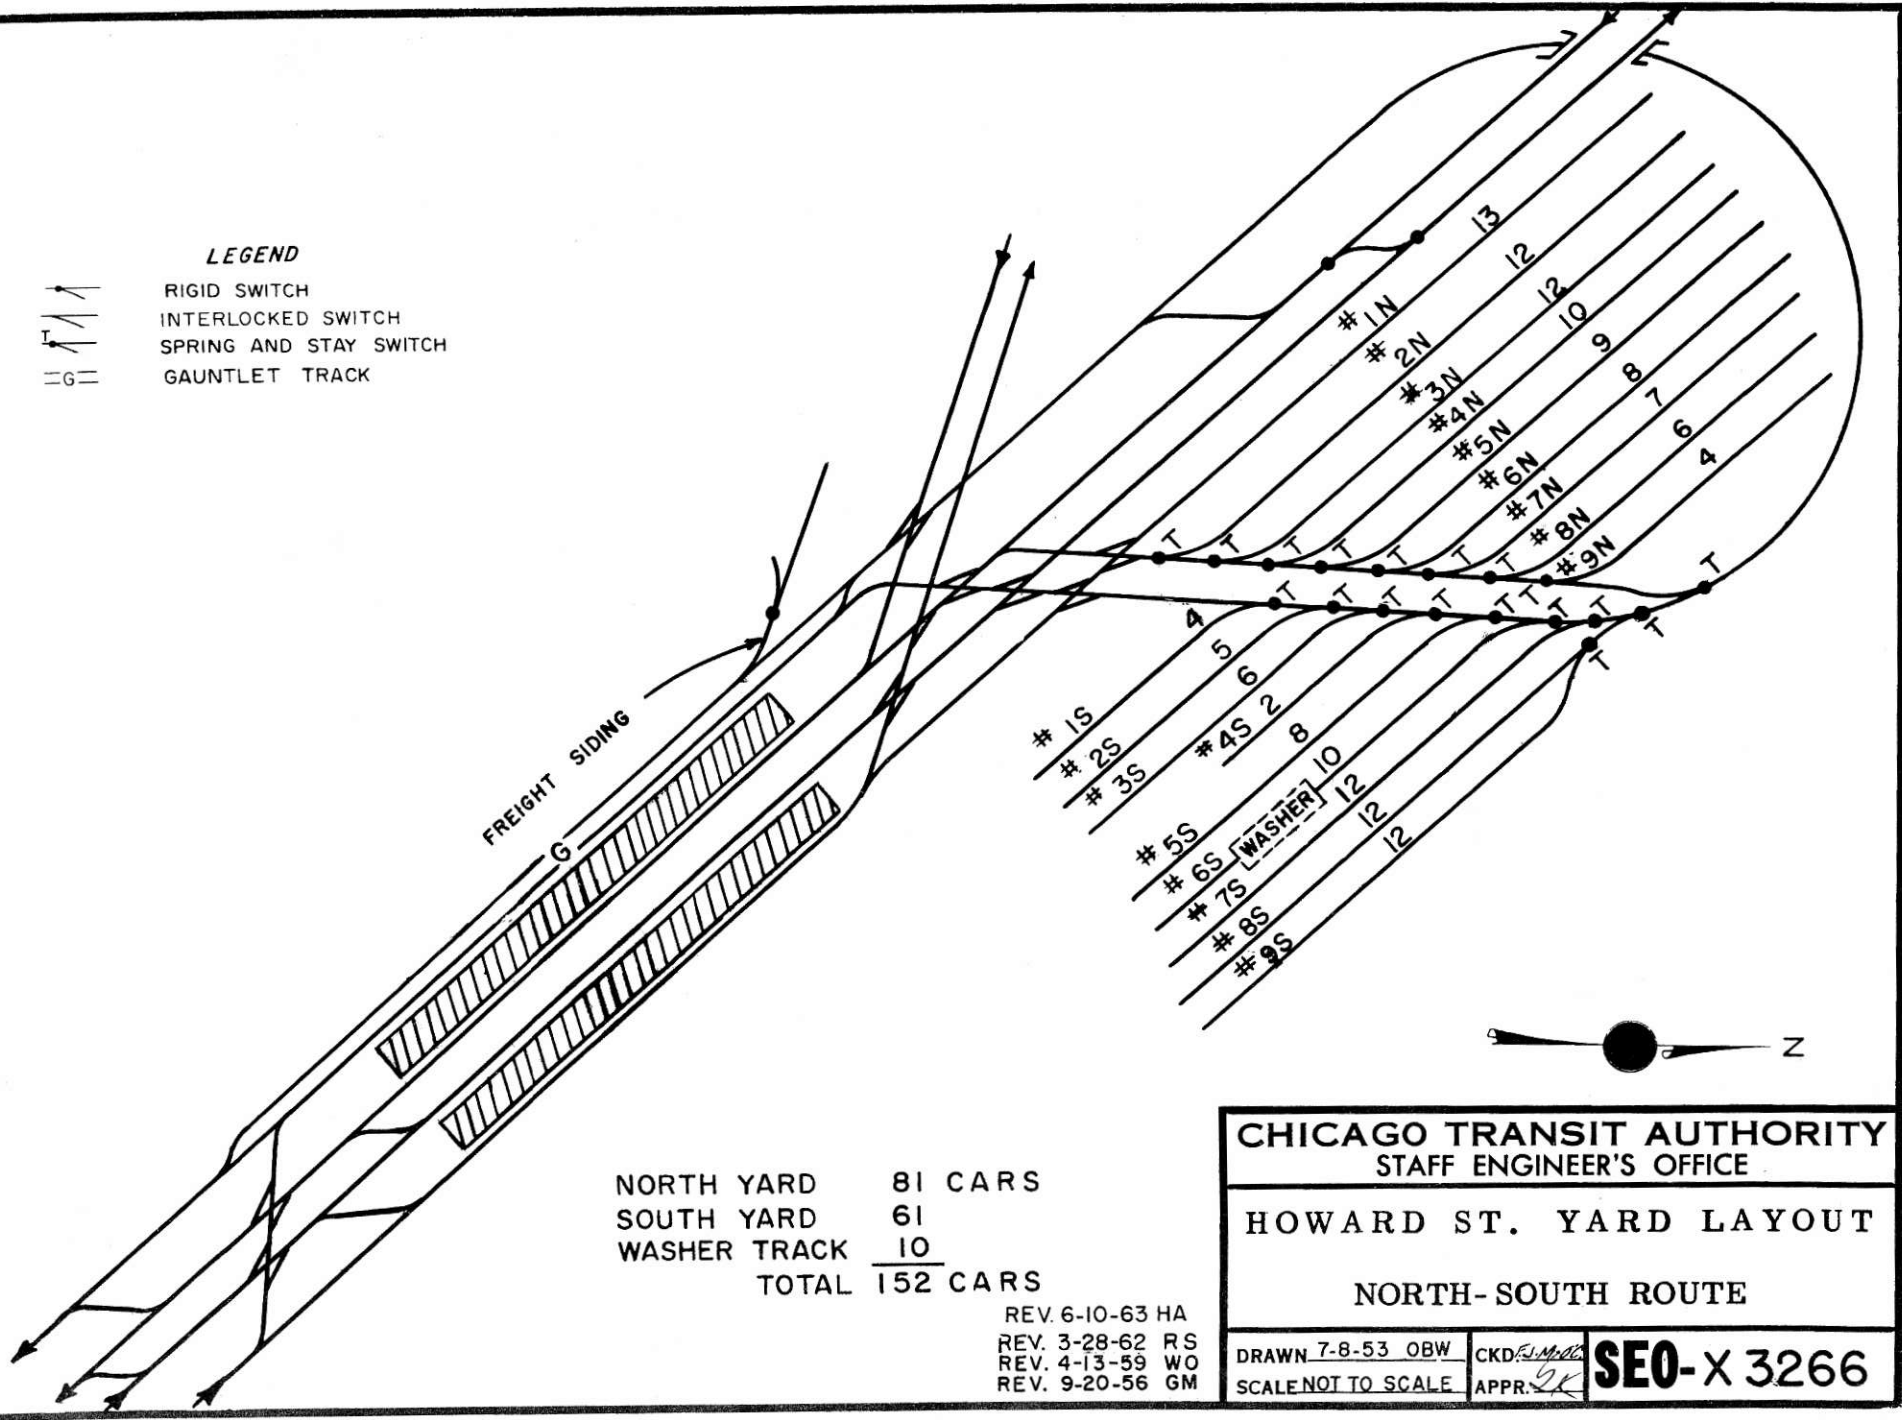 LEGEND
RIGID SWITCH
INTERLOCKED SWITCH
T
SPRING AND STAY SWITCH
G
GAUNTLET TRACK
13
12
12
10
9
8
7
6
4
# 1N
# 2N
#3N
#4N
#5N
#6N
#7N
#8N
#9N
T T T T T T T T
T
T T T T T T T T
T
T
4
5
6
2
8
10
12
12
12
# 1S
# 2S
# 3S
#4S
# 5S
# 6S
WASHER
# 7S
# 8S
# 9S
FREIGHT SIDING
G
N
NORTH YARD 81 CARS
SOUTH YARD 61
WASHER TRACK 10
TOTAL 152 CARS
REV. 6-10-63 HA
REV. 3-28-62 RS
REV. 4-13-59 WO
REV. 9-20-56 GM
CHICAGO TRANSIT AUTHORITY
STAFF ENGINEER'S OFFICE
HOWARD ST. YARD LAYOUT
NORTH-SOUTH ROUTE
DRAWN 7-8-53 OBW
CKD
SCALE NOT TO SCALE
APPR.
SEO-X 3266